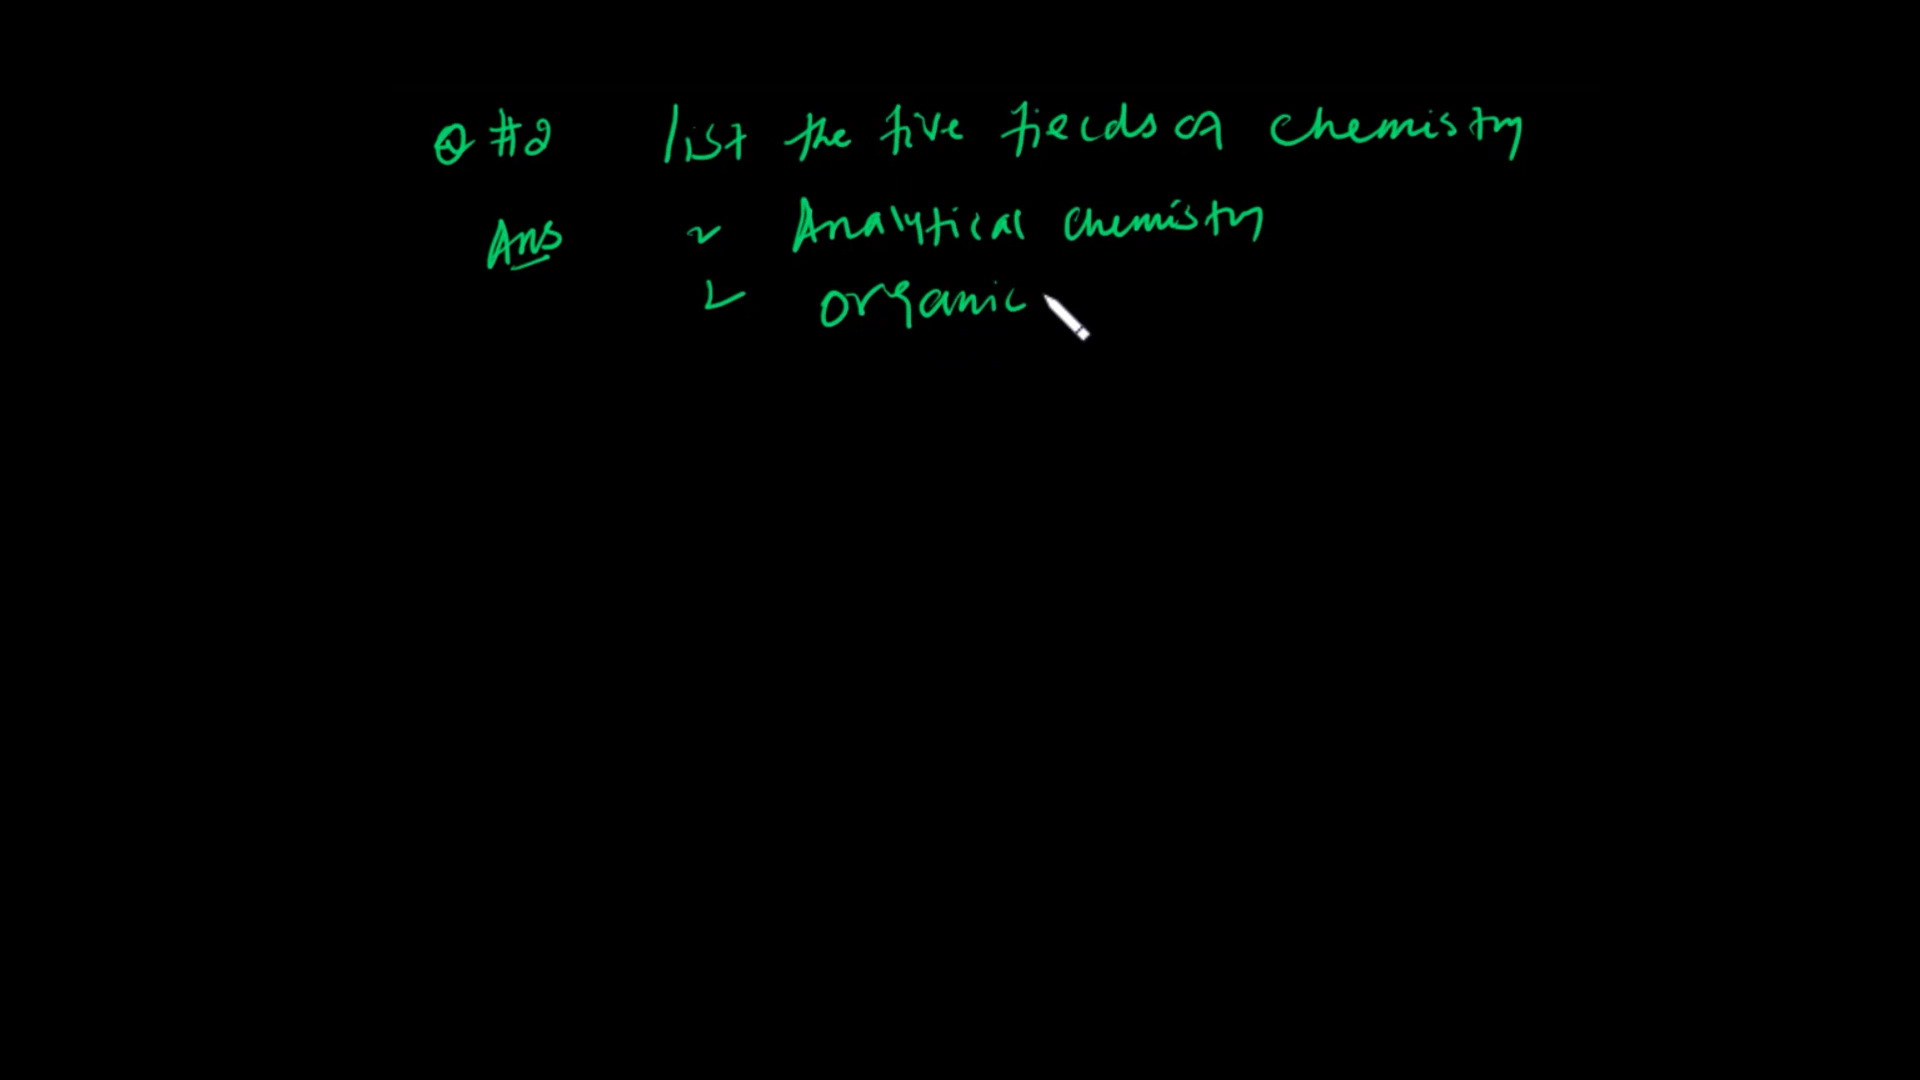 Q #2 list the five fields of chemistry
Ans Analytical chemistry
organic